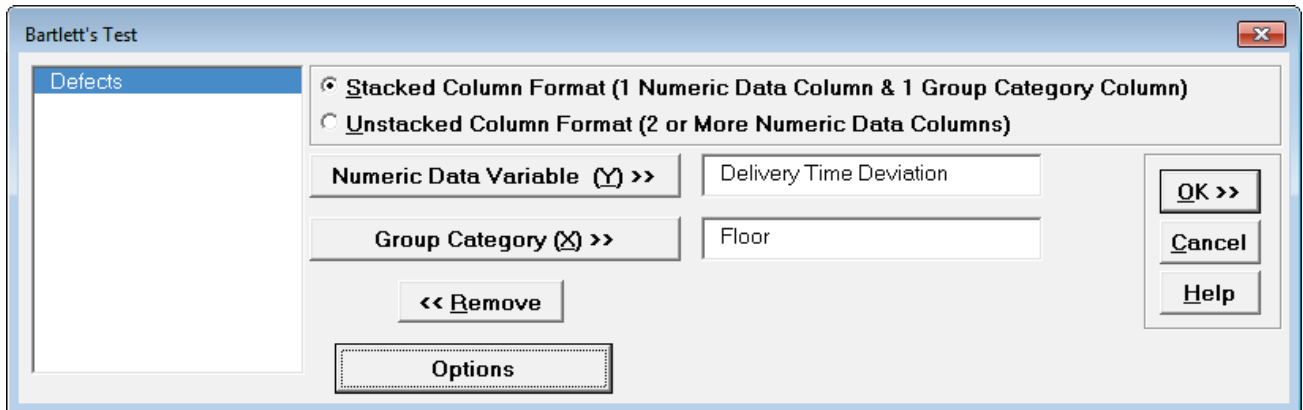 Bartlett's Test
Defects
Stacked Column Format (1 Numeric Data Column & 1 Group Category Column)
Unstacked Column Format (2 or More Numeric Data Columns)
Numeric Data Variable (Y) >>
Delivery Time Deviation
Group Category (X) >>
Floor
<< Remove
Options
OK >>
Cancel
Help